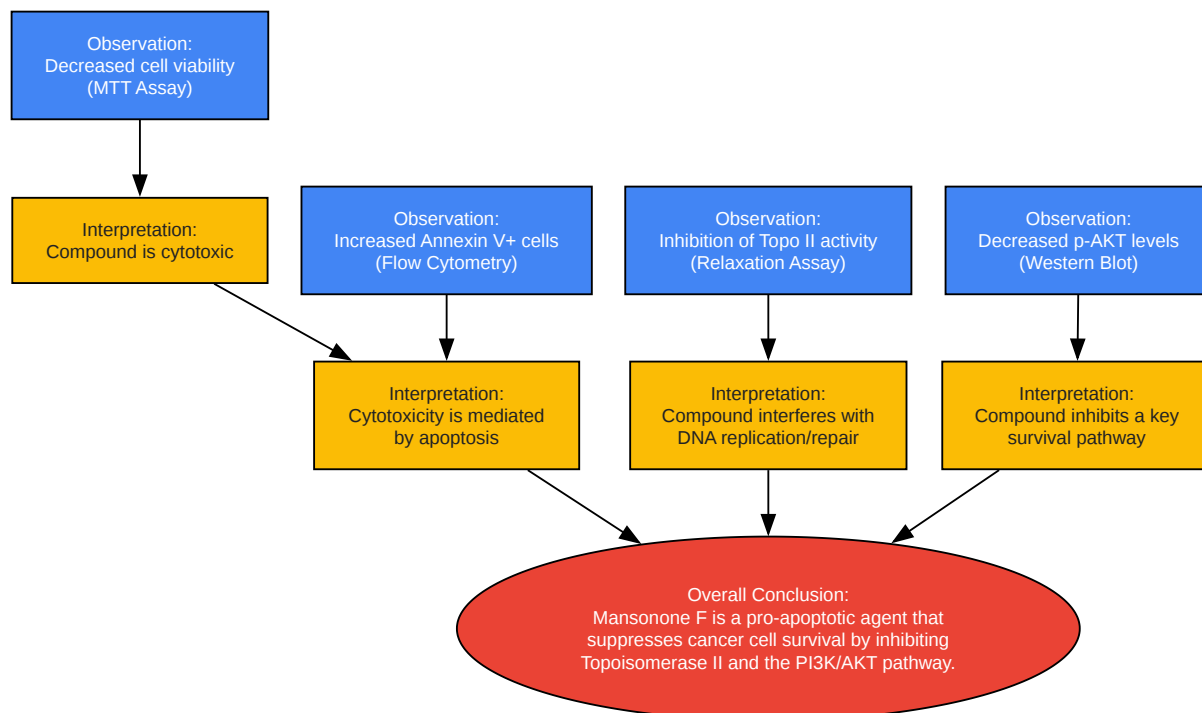 Observation:
Decreased cell viability
(MTT Assay)
Interpretation:
Compound is cytotoxic
Observation:
Increased Annexin V+ cells
(Flow Cytometry)
Observation:
Inhibition of Topo II activity
(Relaxation Assay)
Observation:
Decreased p-AKT levels
(Western Blot)
Interpretation:
Cytotoxicity is mediated
by apoptosis
Interpretation:
Compound interferes with
DNA replication/repair
Interpretation:
Compound inhibits a key
survival pathway
Overall Conclusion:
Mansonone F is a pro-apoptotic agent that
suppresses cancer cell survival by inhibiting
Topoisomerase II and the PI3K/AKT pathway.